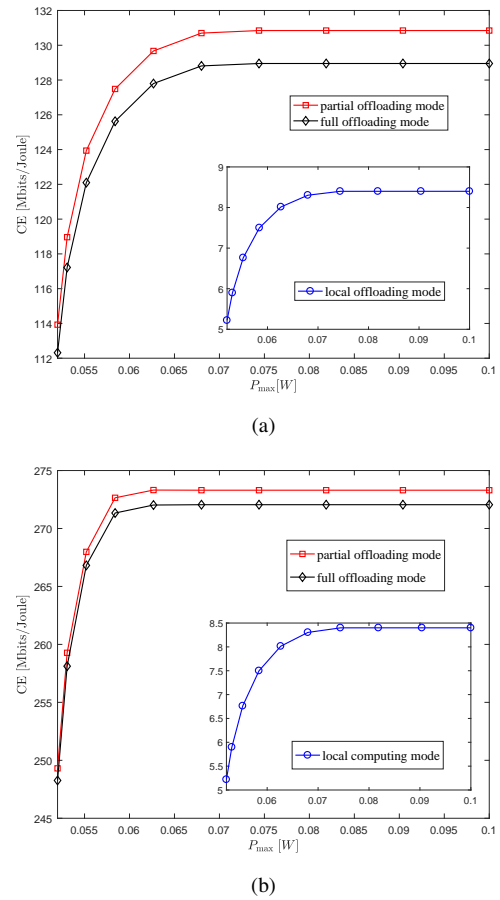 132
130
128
126
124
122
120
118
116
114
112
CE [Mbits/Joule]
partial offloading mode
full offloading mode
9
8
7
6
5
local offloading mode
0.06 0.07 0.08 0.09 0.1
0.055 0.06 0.065 0.07 0.075 0.08 0.085 0.09 0.095 0.1
P_max[W]
(a)
275
270
265
260
255
250
245
CE [Mbits/Joule]
partial offloading mode
full offloading mode
8.5
8
7.5
7
6.5
6
5.5
5
local computing mode
0.06 0.07 0.08 0.09 0.1
0.055 0.06 0.065 0.07 0.075 0.08 0.085 0.09 0.095 0.1
P_max [W]
(b)